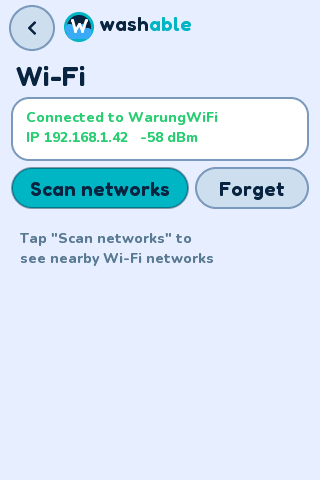 washable
Wi-Fi
Connected to WarungWiFi
IP 192.168.1.42 -58 dBm
Scan networks
Forget
Tap "Scan networks" to
see nearby Wi-Fi networks